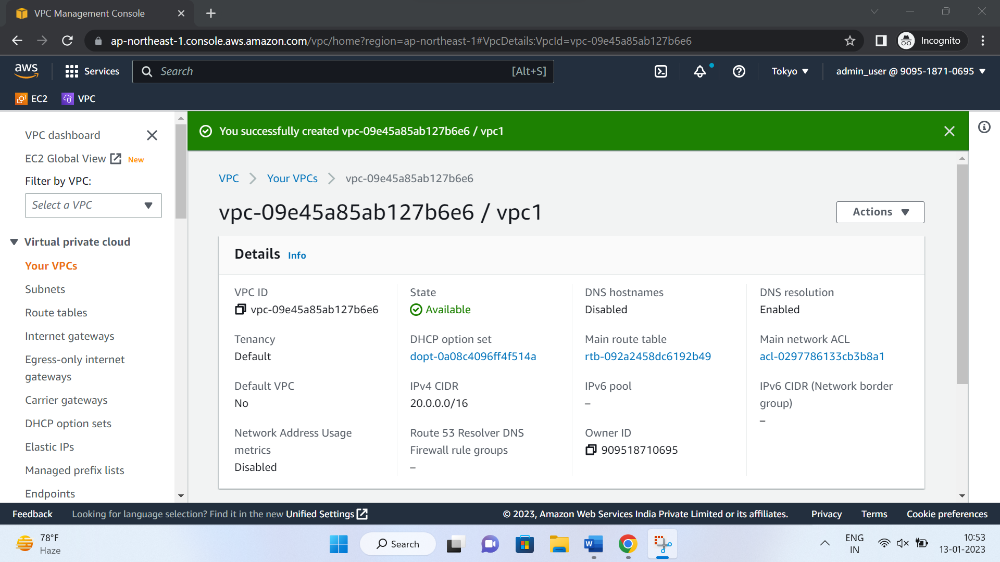 VPC Management Console
ap-northeast-1.console.aws.amazon.com/vpc/home?region=ap-northeast-1#VpcDetails:VpcId=vpc-09e45a85ab127b6e6
Incognito
aws
Services
Search
[Alt+S]
Tokyo
admin_user @ 9095-1871-0695
EC2
VPC
VPC dashboard
EC2 Global View New
Filter by VPC:
Select a VPC
Virtual private cloud
Your VPCs
Subnets
Route tables
Internet gateways
Egress-only internet
gateways
Carrier gateways
DHCP option sets
Elastic IPs
Managed prefix lists
Endpoints
You successfully created vpc-09e45a85ab127b6e6 / vpc1
VPC
Your VPCs
vpc-09e45a85ab127b6e6
vpc-09e45a85ab127b6e6 / vpc1
Actions
Details Info
VPC ID
vpc-09e45a85ab127b6e6
State
Available
DNS hostnames
Disabled
DNS resolution
Enabled
Tenancy
Default
DHCP option set
dopt-0a08c4096ff4f514a
Main route table
rtb-092a2458dc6192b49
Main network ACL
acl-0297786133cb3b8a1
Default VPC
No
IPv4 CIDR
20.0.0.0/16
IPv6 pool
–
IPv6 CIDR (Network border
group)
–
Network Address Usage
metrics
Disabled
Route 53 Resolver DNS
Firewall rule groups
–
Owner ID
909518710695
Feedback
Looking for language selection? Find it in the new Unified Settings
© 2023, Amazon Web Services India Private Limited or its affiliates.
Privacy
Terms
Cookie preferences
78°F
Haze
Search
W
ENG
IN
10:53
13-01-2023